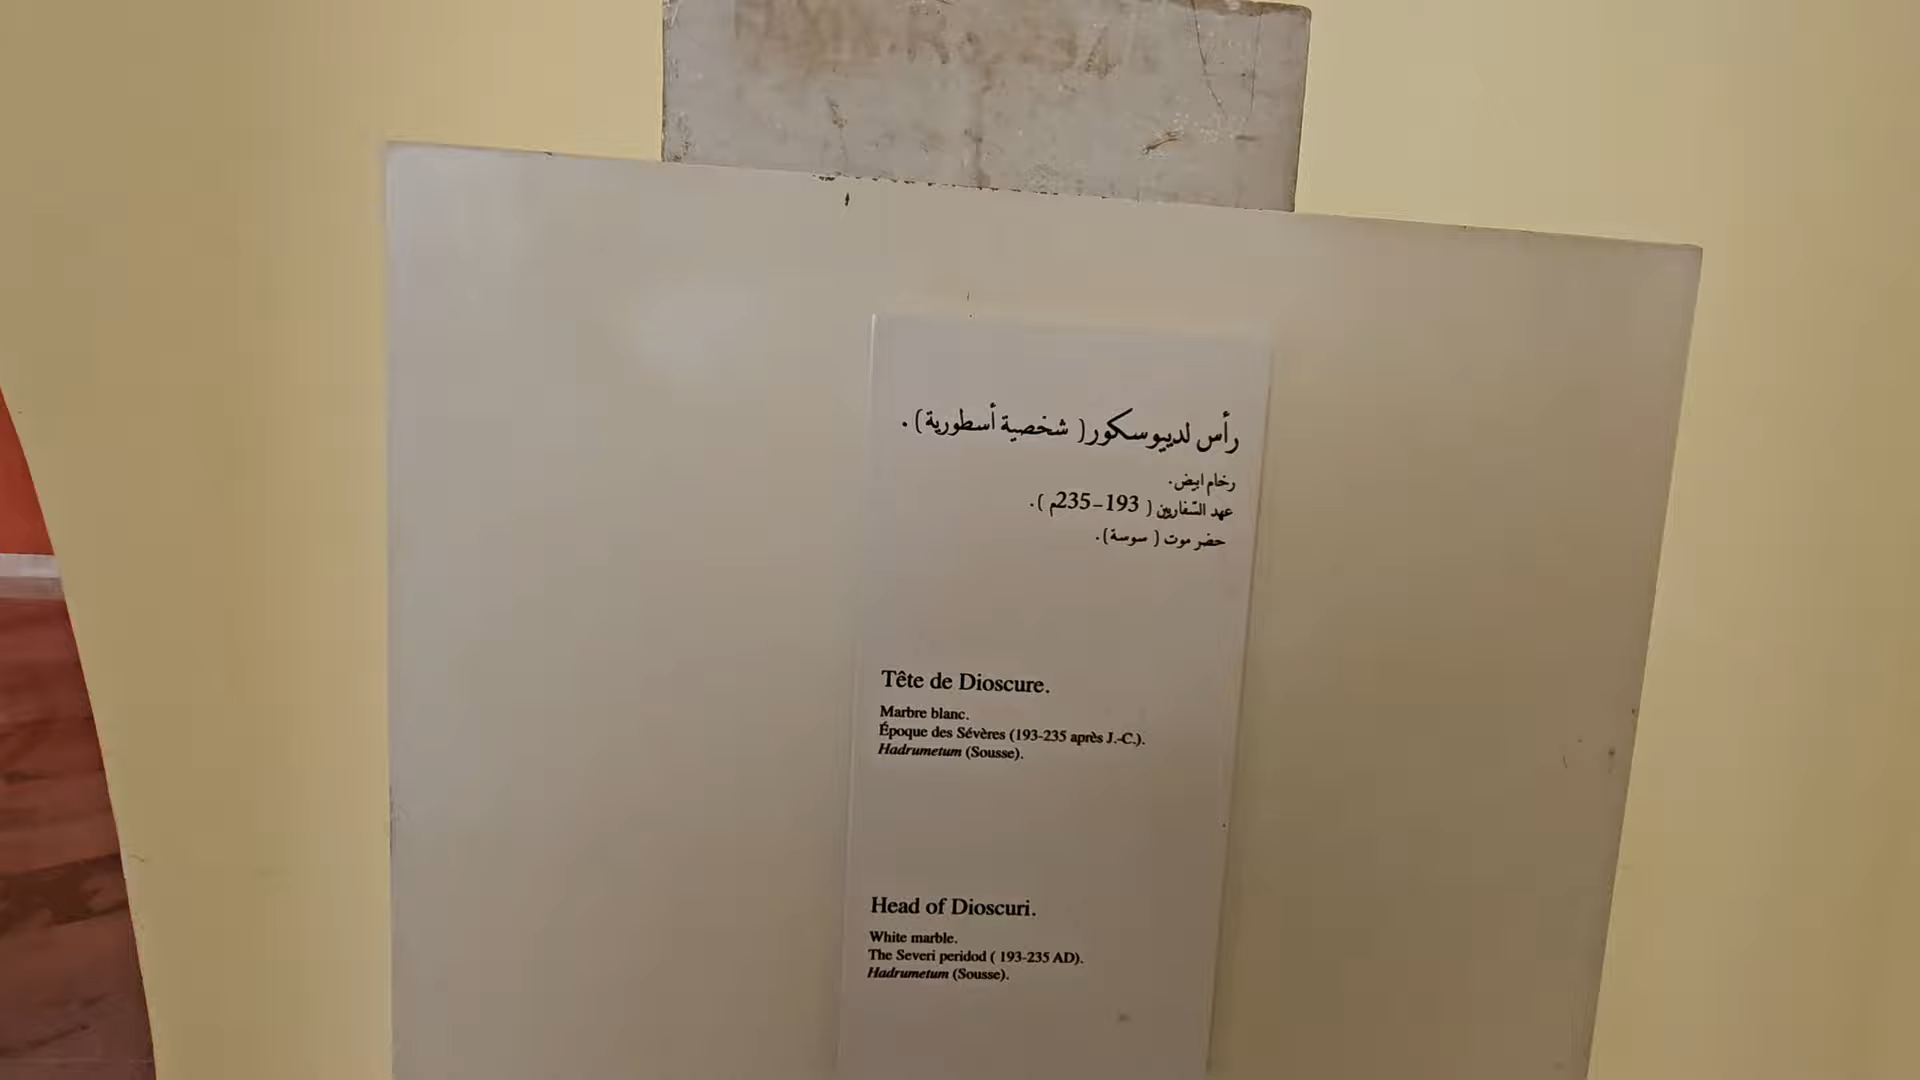 رأس لديوسكور( شخصية أسطورية).
رخام ابيض.
عهد السّفاريين ( 193-235م ).
حضر موت ( سوسة).
Tête de Dioscure.
Marbre blanc.
Époque des Sévères (193-235 après J.-C.).
Hadrumetum (Sousse).
Head of Dioscuri.
White marble.
The Severi peridod ( 193-235 AD).
Hadrumetum (Sousse).